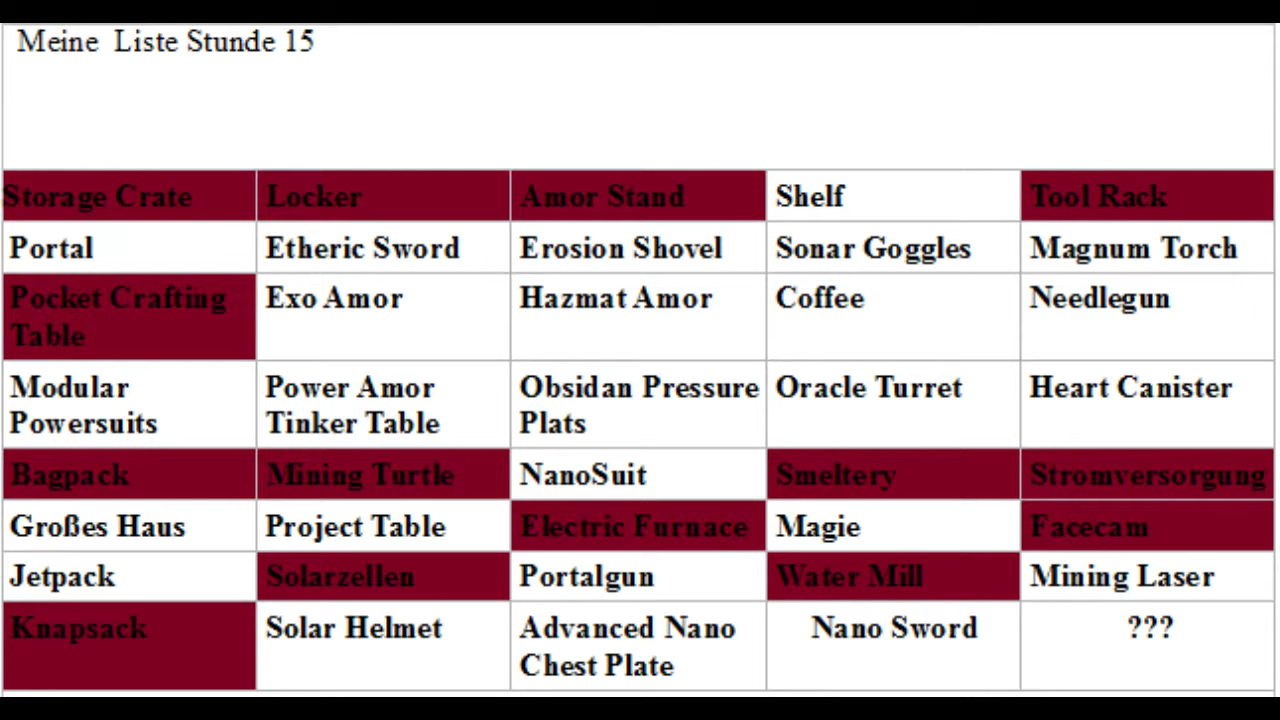 Meine Liste Stunde 15
Storage Crate Locker Amor Stand Shelf Tool Rack
Portal Etheric Sword Erosion Shovel Sonar Goggles Magnum Torch
Pocket Crafting Exo Amor Hazmat Amor Coffee Needlegun
Table
Modular Power Amor Obsidan Pressure Oracle Turret Heart Canister
Powersuits Tinker Table Plats
Bagpack Mining Turtle NanoSuit Smeltery Stromversorgung
Großes Haus Project Table Electric Furnace Magie Facecam
Jetpack Solarzellen Portalgun Water Mill Mining Laser
Knapsack Solar Helmet Advanced Nano Nano Sword ???
Chest Plate